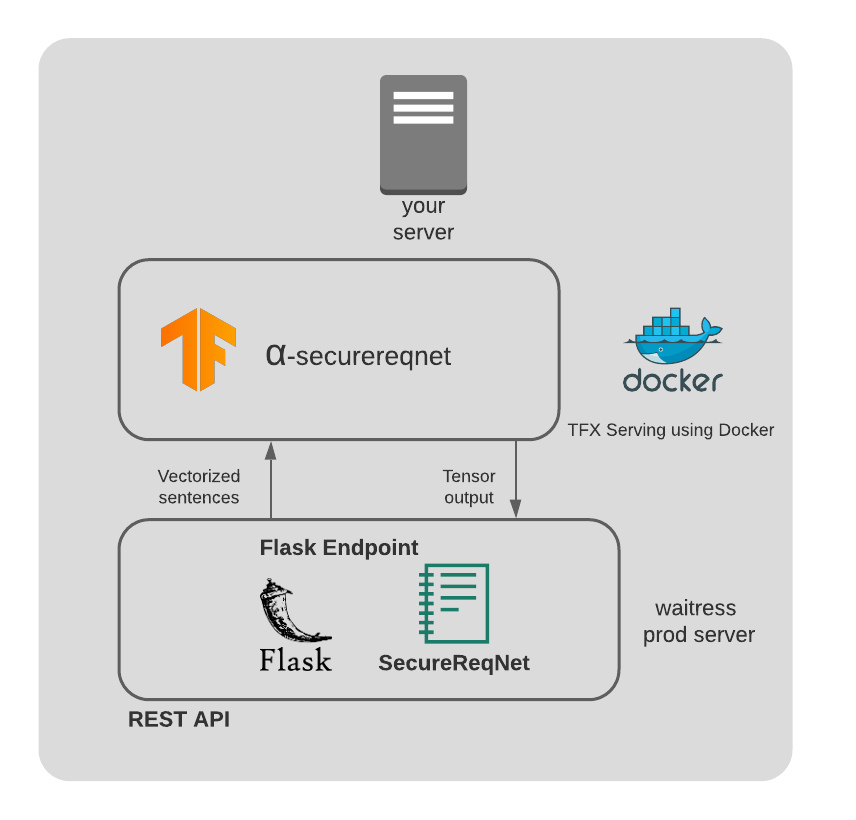 your
server
α-securereqnet
docker
TFX Serving using Docker
Vectorized
sentences
Tensor
output
Flask Endpoint
Flask
SecureReqNet
waitress
prod server
REST API